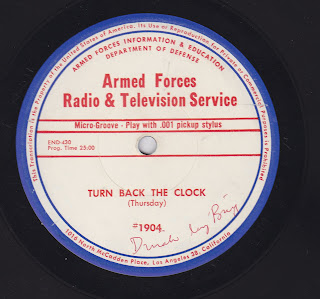 This Transcription is the Property of the United States of America. Its Use or Reproduction for Private or Commercial Purposes is Prohibited
ARMED FORCES INFORMATION & EDUCATION
DEPARTMENT OF DEFENSE
Armed Forces
Radio & Television Service
Micro-Groove - Play with .001 pickup stylus
END-430
Prog. Time 25:00
TURN BACK THE CLOCK
(Thursday)
#1904
1016 North McCadden Place, Los Angeles 38, California